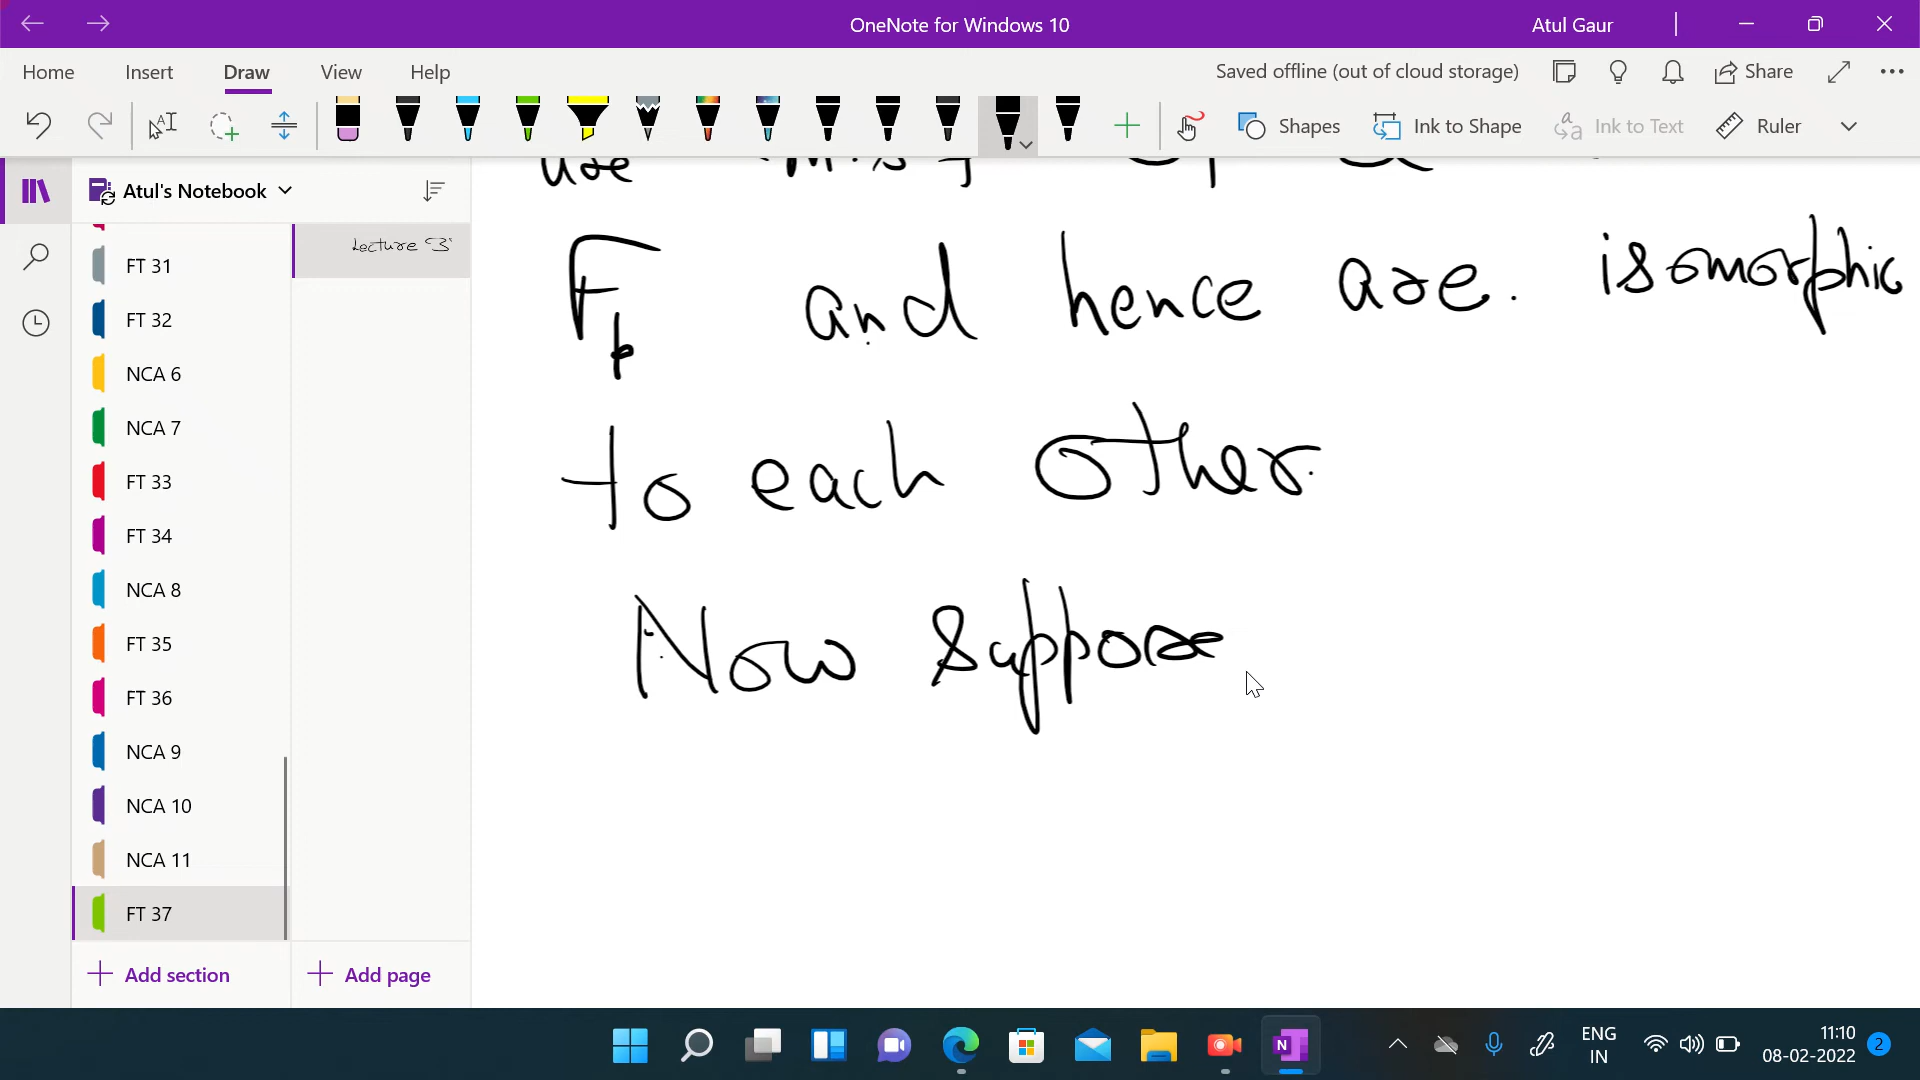 OneNote for Windows 10
Atul Gaur
Home Insert Draw View Help
Saved offline (out of cloud storage)
Share
Shapes
Ink to Shape
Ink to Text
Ruler
Atul's Notebook
FT 31
FT 32
NCA 6
NCA 7
FT 33
FT 34
NCA 8
FT 35
FT 36
NCA 9
NCA 10
NCA 11
FT 37
Add section
Lecture 3
Add page
are
Fp and hence are. isomorphic
to each other.
Now Suppose
ENG
IN
11:10
08-02-2022
2